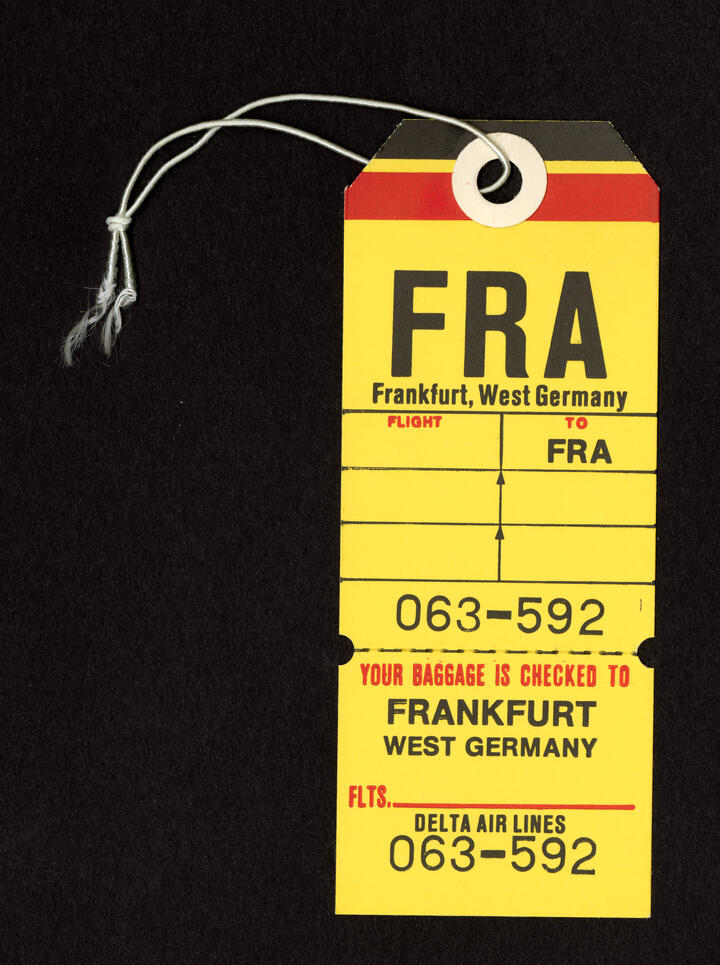 FRA
Frankfurt, West Germany
FLIGHT TO
FRA
063-592
YOUR BAGGAGE IS CHECKED TO
FRANKFURT
WEST GERMANY
FLTS.
DELTA AIR LINES
063-592